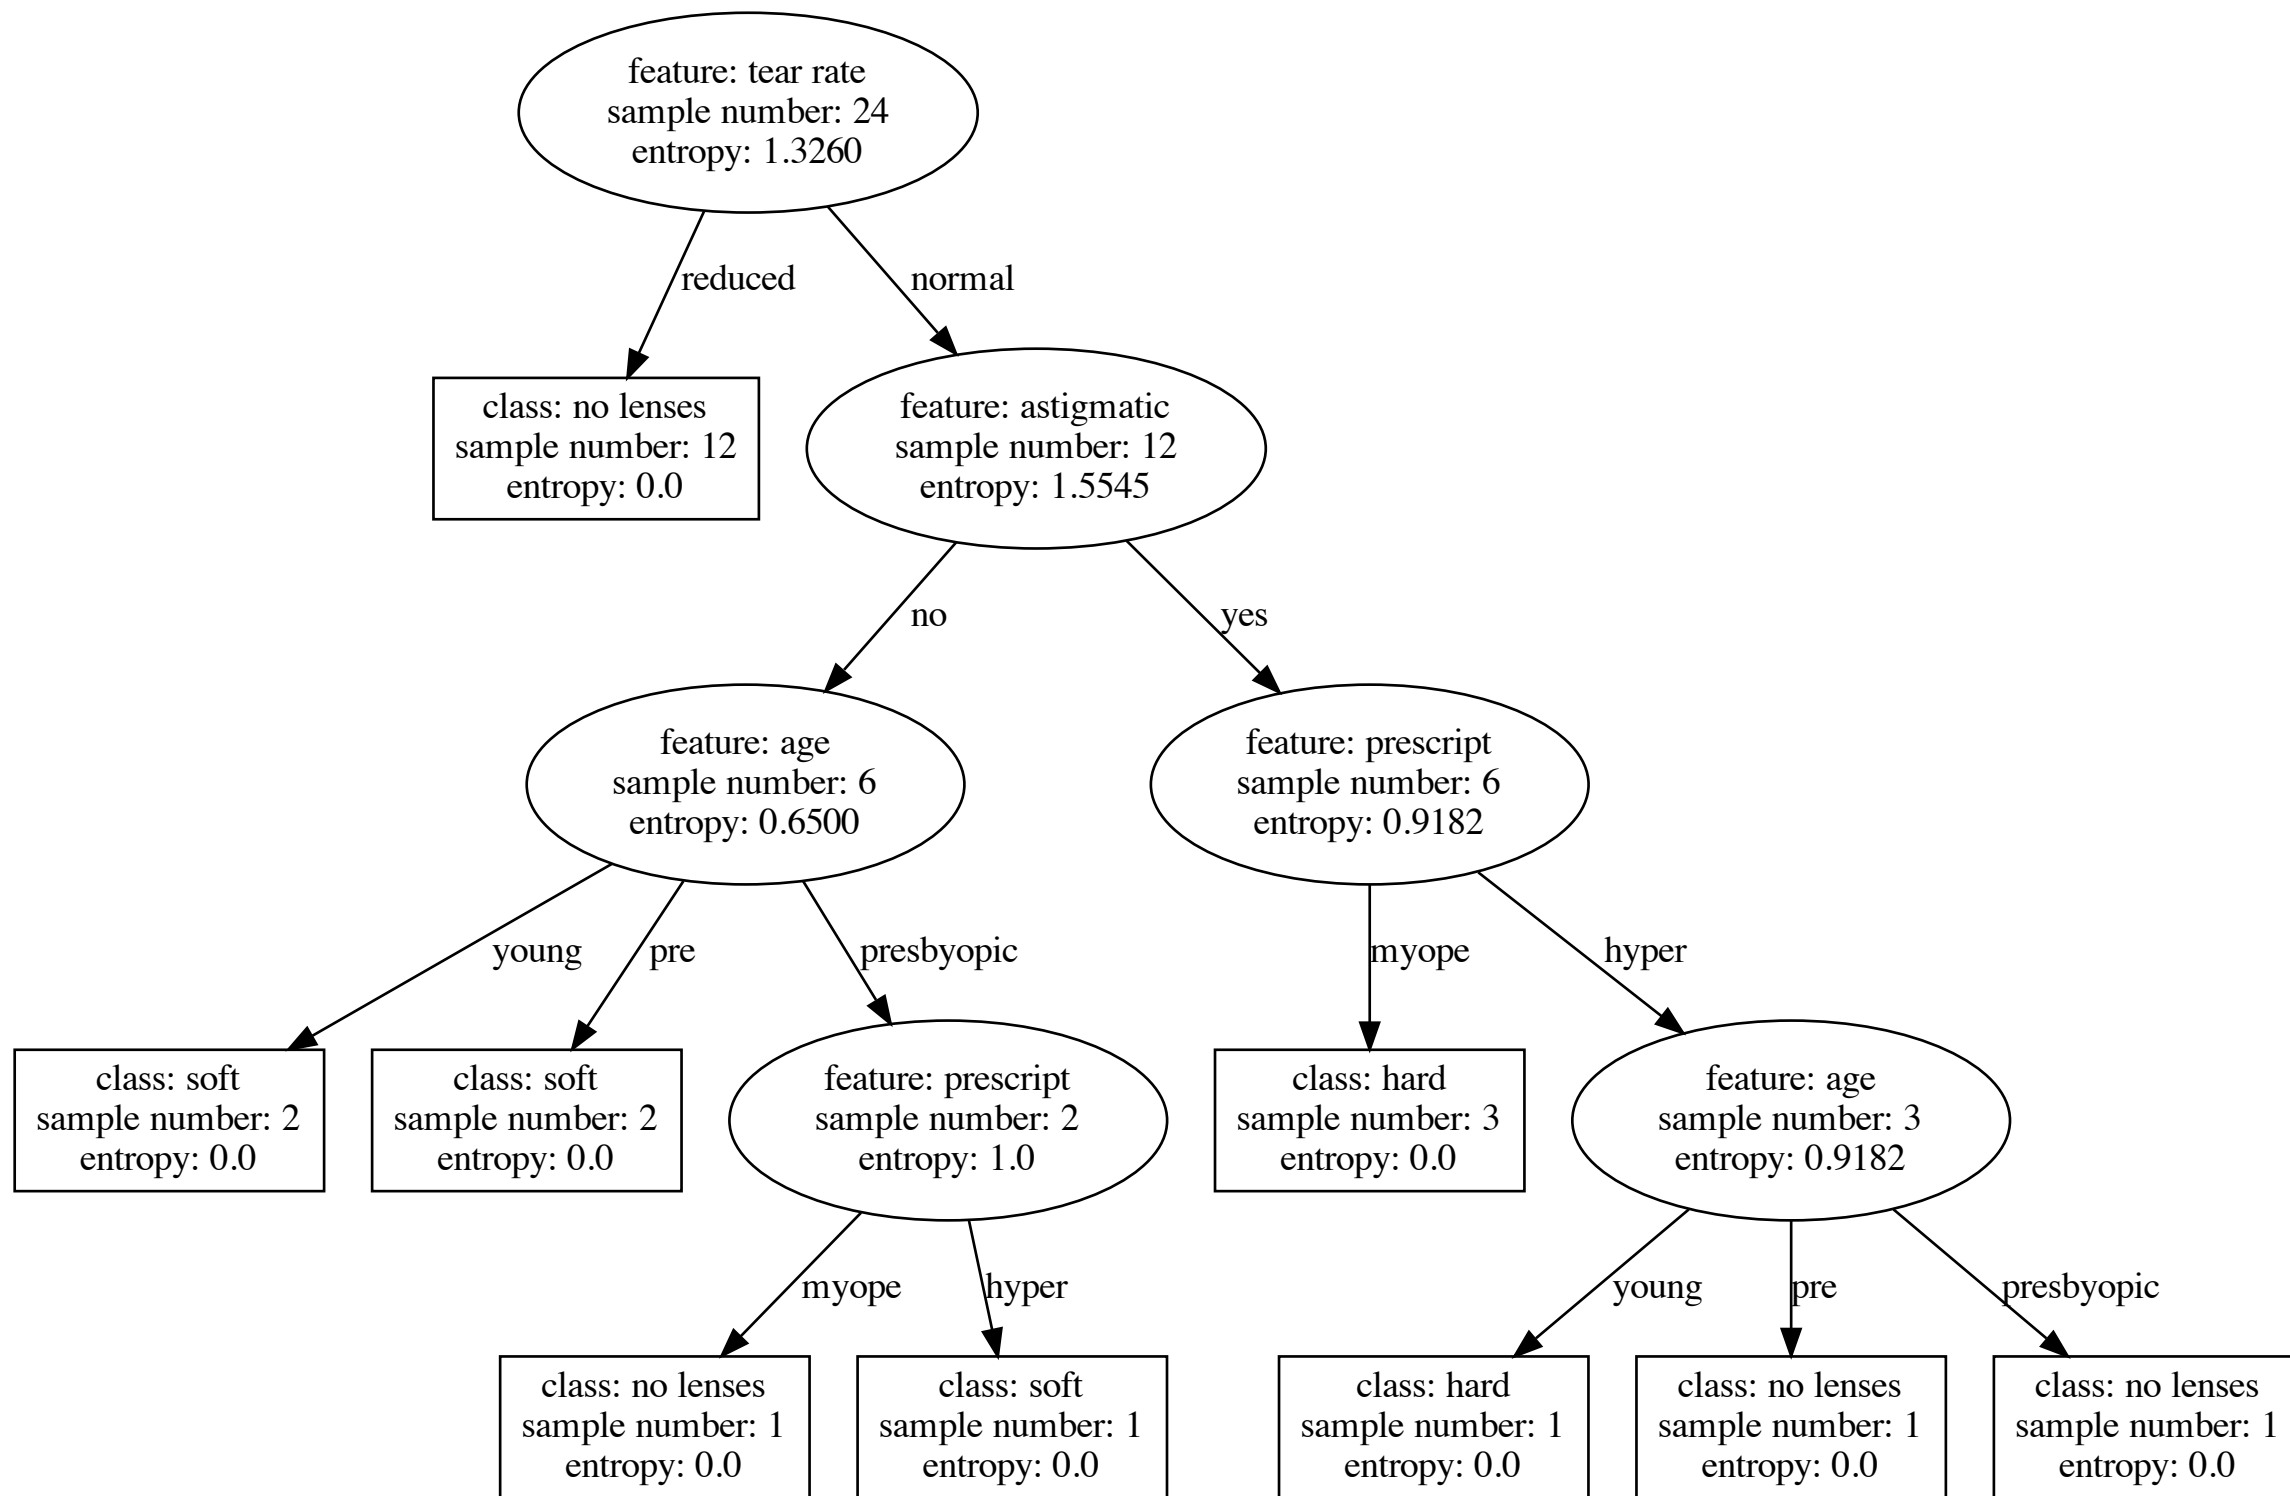 feature: tear rate
sample number: 24
entropy: 1.3260
reduced
normal
class: no lenses
sample number: 12
entropy: 0.0
feature: astigmatic
sample number: 12
entropy: 1.5545
no
yes
feature: age
sample number: 6
entropy: 0.6500
feature: prescript
sample number: 6
entropy: 0.9182
young
pre
presbyopic
myope
hyper
class: soft
sample number: 2
entropy: 0.0
class: soft
sample number: 2
entropy: 0.0
feature: prescript
sample number: 2
entropy: 1.0
class: hard
sample number: 3
entropy: 0.0
feature: age
sample number: 3
entropy: 0.9182
myope
hyper
young
pre
presbyopic
class: no lenses
sample number: 1
entropy: 0.0
class: soft
sample number: 1
entropy: 0.0
class: hard
sample number: 1
entropy: 0.0
class: no lenses
sample number: 1
entropy: 0.0
class: no lenses
sample number: 1
entropy: 0.0